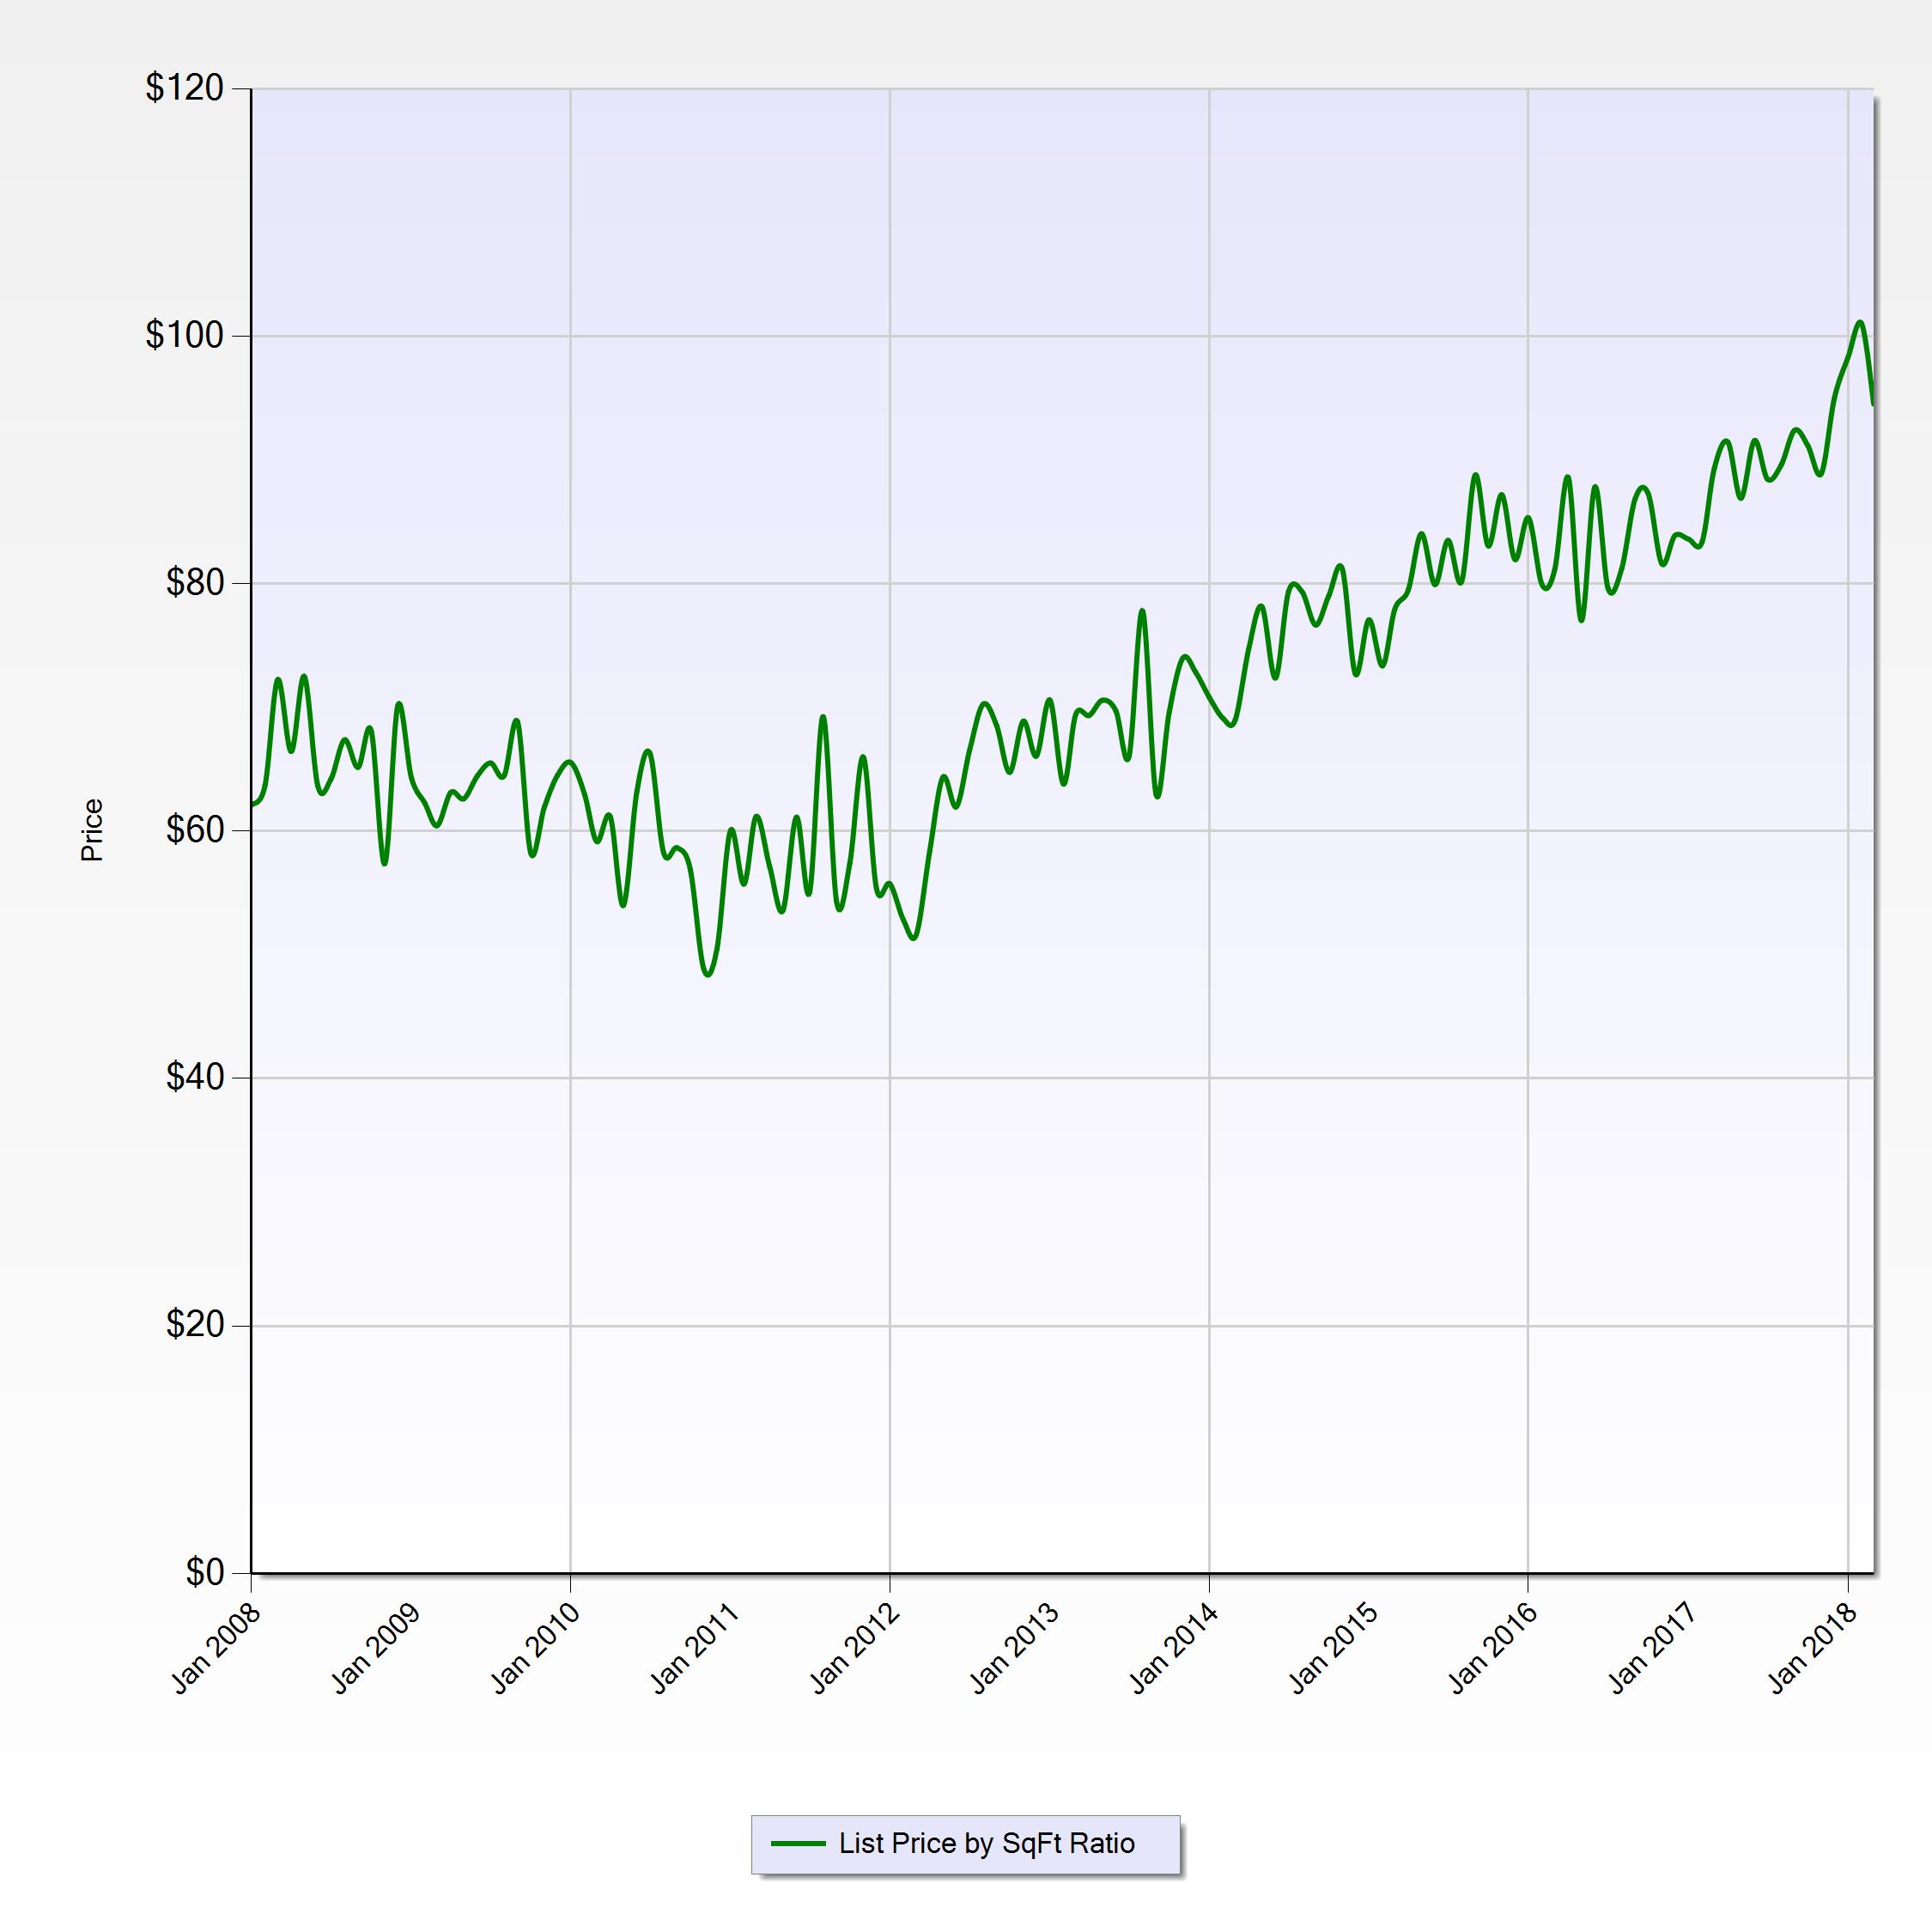 $120
$100
$80
$60
$40
$20
$0
Price
Jan 2008
Jan 2009
Jan 2010
Jan 2011
Jan 2012
Jan 2013
Jan 2014
Jan 2015
Jan 2016
Jan 2017
Jan 2018
List Price by SqFt Ratio